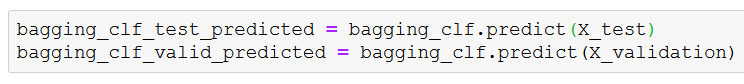 bagging_clf_test_predicted = bagging_clf.predict(X_test)
bagging_clf_valid_predicted = bagging_clf.predict(X_validation)